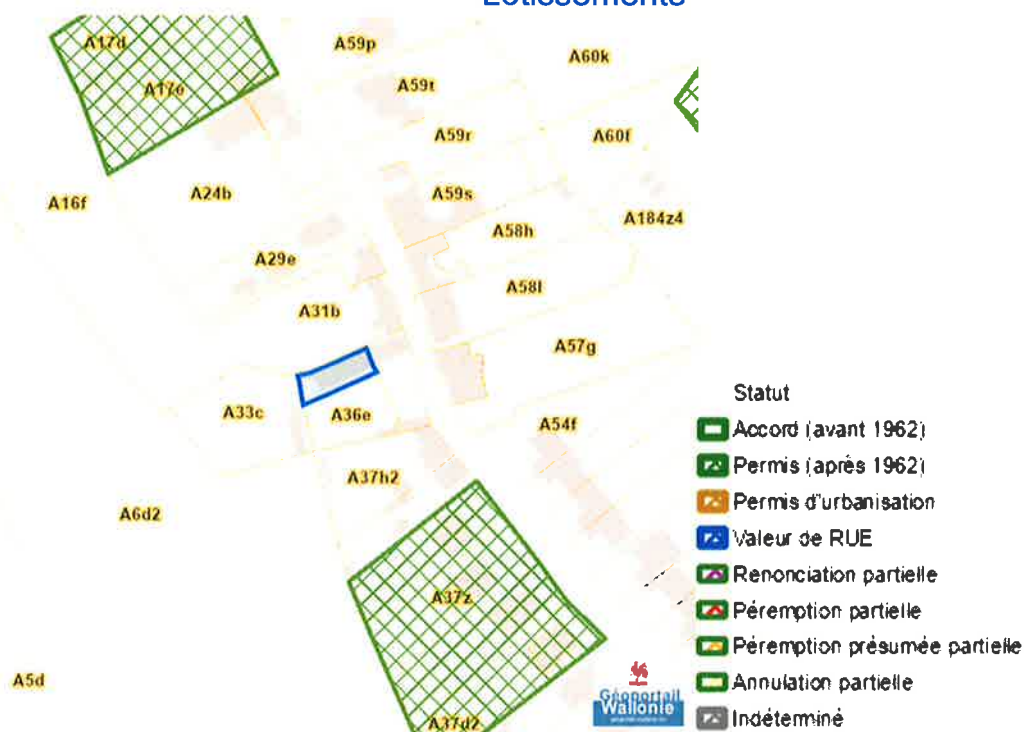 Lotissements
A17d
A17e
A59p
A60k
A59t
A59r
A60f
A16f
A24b
A59s
A184z4
A58h
A29e
A58l
A31b
A57g
A33c
A36e
A54f
A37h2
A6d2
A37z
A5d
A37d2
Géoportail
Wallonie
Statut
Accord (avant 1962)
Permis (après 1962)
Permis d'urbanisation
Valeur de RUE
Renonciation partielle
Péremption partielle
Péremption présumée partielle
Annulation partielle
Indéterminé